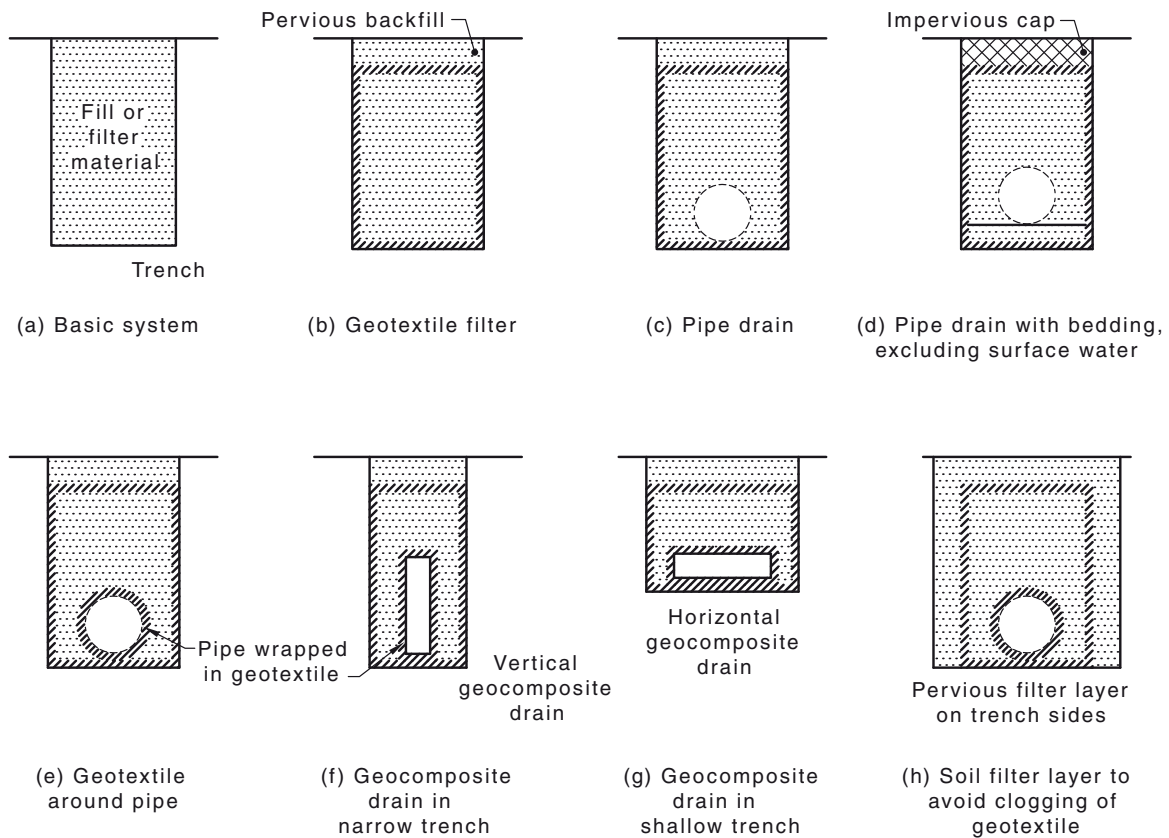 Pervious backfill
Impervious cap
Fill or
filter
material
Trench
(a) Basic system
(b) Geotextile filter
(c) Pipe drain
(d) Pipe drain with bedding,
excluding surface water
Pipe wrapped
in geotextile
Vertical
geocomposite
drain
Horizontal
geocomposite
drain
Pervious filter layer
on trench sides
(e) Geotextile
around pipe
(f) Geocomposite
drain in
narrow trench
(g) Geocomposite
drain in
shallow trench
(h) Soil filter layer to
avoid clogging of
geotextile